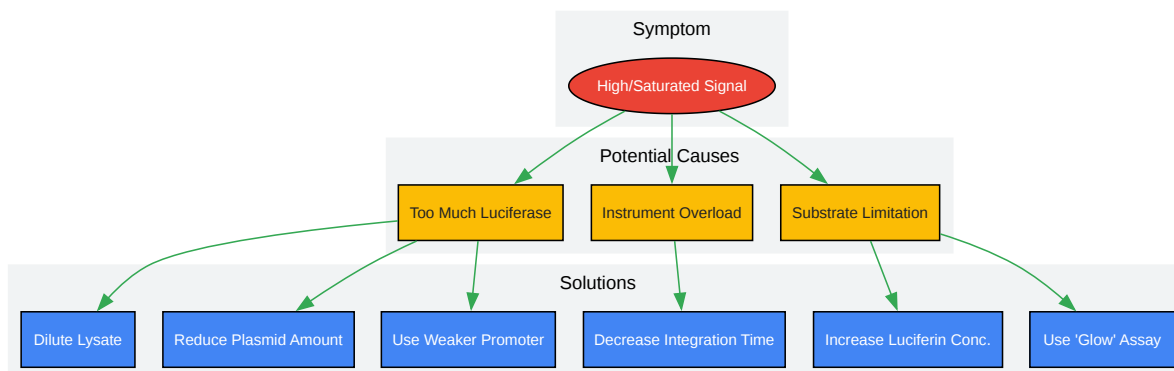 Symptom
High/Saturated Signal
Potential Causes
Too Much Luciferase
Instrument Overload
Substrate Limitation
Solutions
Dilute Lysate
Reduce Plasmid Amount
Use Weaker Promoter
Decrease Integration Time
Increase Luciferin Conc.
Use 'Glow' Assay